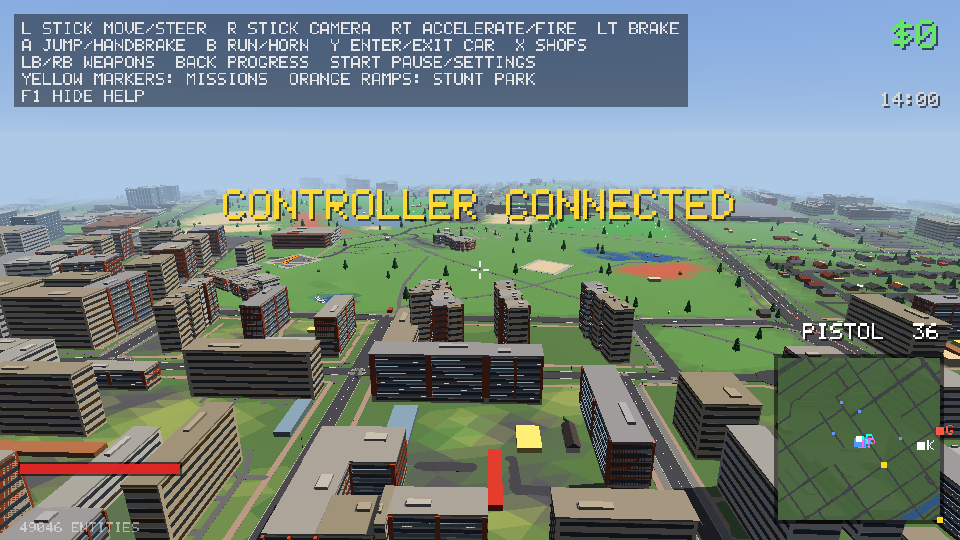 L STICK MOVE/STEER  R STICK CAMERA  RT ACCELERATE/FIRE  LT BRAKE
A JUMP/HANDBRAKE  B RUN/HORN  Y ENTER/EXIT CAR  X SHOPS
LB/RB WEAPONS  BACK PROGRESS  START PAUSE/SETTINGS
YELLOW MARKERS: MISSIONS  ORANGE RAMPS: STUNT PARK
F1 HIDE HELP
$0
14:00
CONTROLLER CONNECTED
PISTOL  36
G
K
49046 ENTITIES